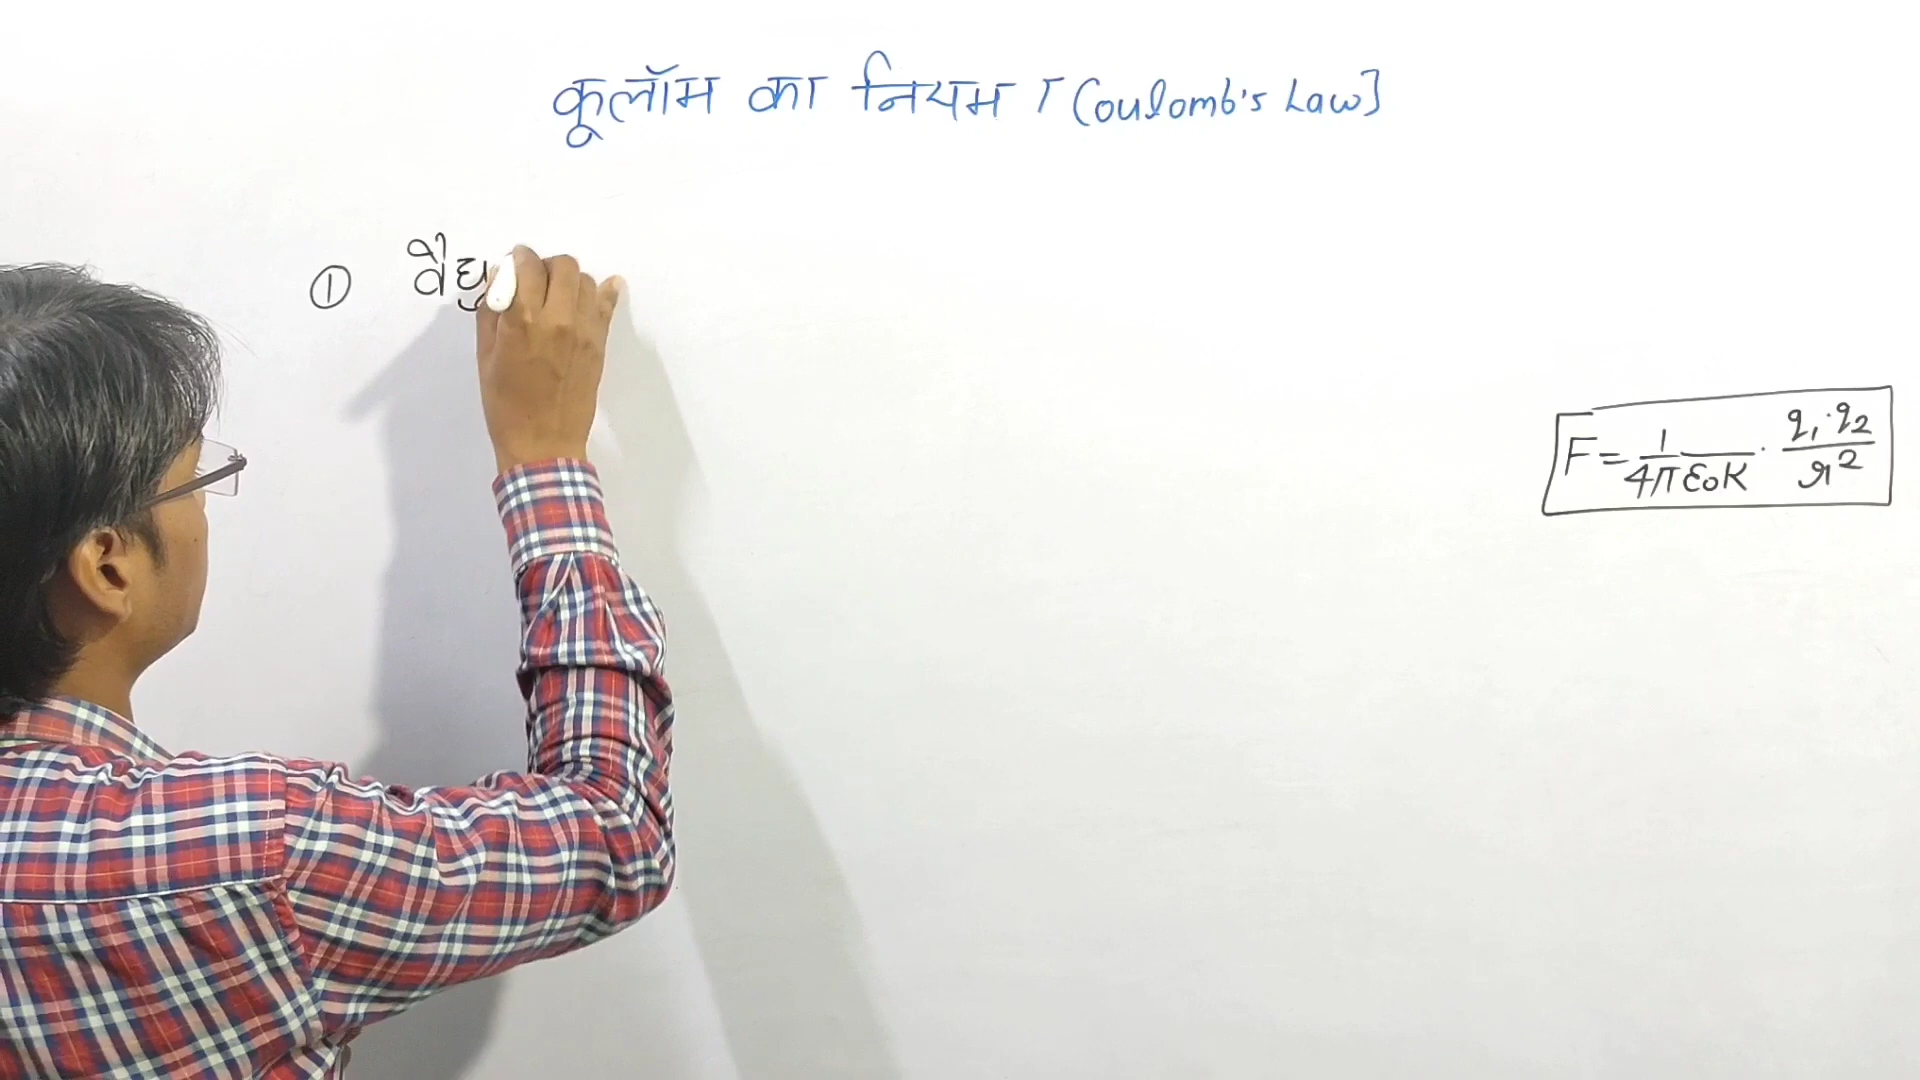 कूलॉम का नियम [Coulomb's Law]
① वैद्यु
F = 1/4πε₀K · q₁·q₂/r²